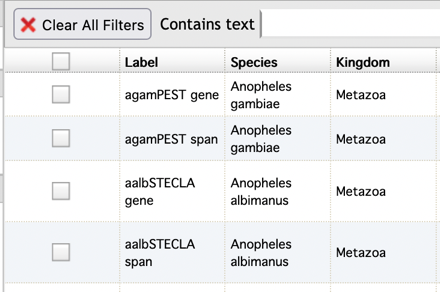 Clear All Filters Contains text
Label Species Kingdom
agamPEST gene Anopheles gambiae Metazoa
agamPEST span Anopheles gambiae Metazoa
aalbSTECLA gene Anopheles albimanus Metazoa
aalbSTECLA span Anopheles albimanus Metazoa